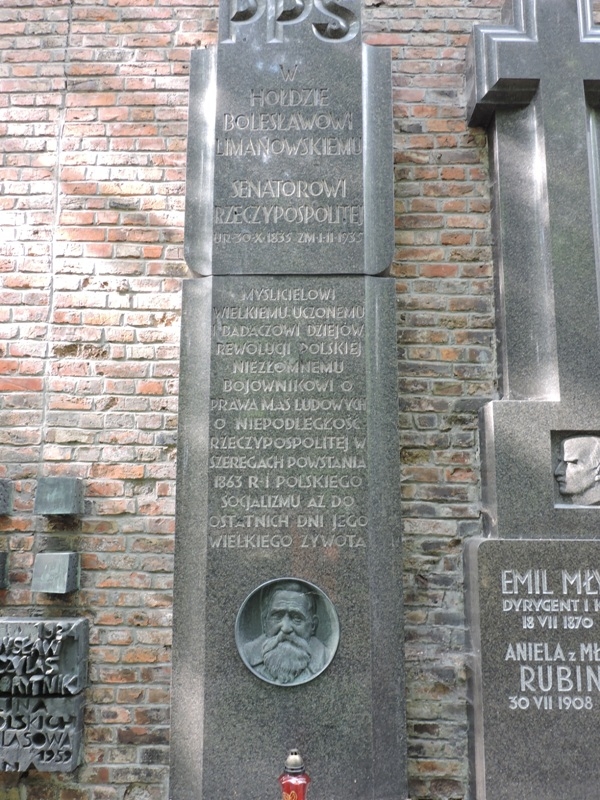 PPS
W
HOŁDZIE
BOLESŁAWOWI
LIMANOWSKIEMU
SENATOROWI
RZECZYPOSPOLITEJ
UR·30·X·1835 ZM·1·II·1935
MYŚLICIELOWI
WIELKIEMU·UCZONEMU
I BADACZOWI DZIEJÓW
REWOLUCJI POLSKIEJ
NIEZŁOMNEMU
BOJOWNIKOWI O
PRAWA MAS LUDOWYCH
O NIEPODLEGŁOŚĆ
RZECZYPOSPOLITEJ W
SZEREGACH POWSTANIA
1863 R·I POLSKIEGO
SOCJALIZMU AŻ DO
OSTATNICH DNI JEGO
WIELKIEGO ŻYWOTA
EMIL MŁY
DYRYGENT I K
18 VII 1870
ANIELA z MŁ
RUBIN
30 VII 1908
1959